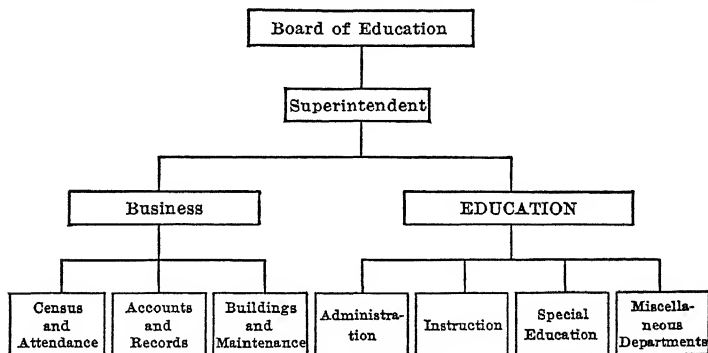 Board of Education
Superintendent
Business
EDUCATION
Census
and
Attendance
Accounts
and
Records
Buildings
and
Maintenance
Administra-
tion
Instruction
Special
Education
Miscella-
neous
Departments